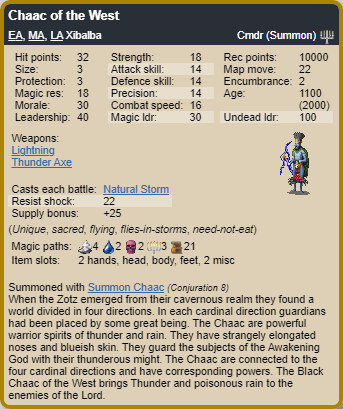 Chaac of the West
EA, MA, LA Xibalba Cmdr (Summon)
Hit points: 32 Strength: 18 Rec points: 10000
Size: 3 Attack skill: 14 Map move: 22
Protection: 3 Defence skill: 14 Encumbrance: 2
Magic res: 18 Precision: 14 Age: 1100
Morale: 30 Combat speed: 16 (2000)
Leadership: 40 Magic ldr: 30 Undead ldr: 100
Weapons:
Lightning
Thunder Axe
Casts each battle: Natural Storm
Resist shock: 22
Supply bonus: +25
(Unique, sacred, flying, flies-in-storms, need-not-eat)
Magic paths: 4 2 2 3 21
Item slots: 2 hands, head, body, feet, 2 misc
Summoned with Summon Chaac (Conjuration 8)
When the Zotz emerged from their cavernous realm they found a
world divided in four directions. In each cardinal direction guardians
had been placed by some great being. The Chaac are powerful
warrior spirits of thunder and rain. They have strangely elongated
noses and blueish skin. They guard the subjects of the Awakening
God with their thunderous might. The Chaac are connected to the
four cardinal directions and have corresponding powers. The Black
Chaac of the West brings Thunder and poisonous rain to the
enemies of the Lord.